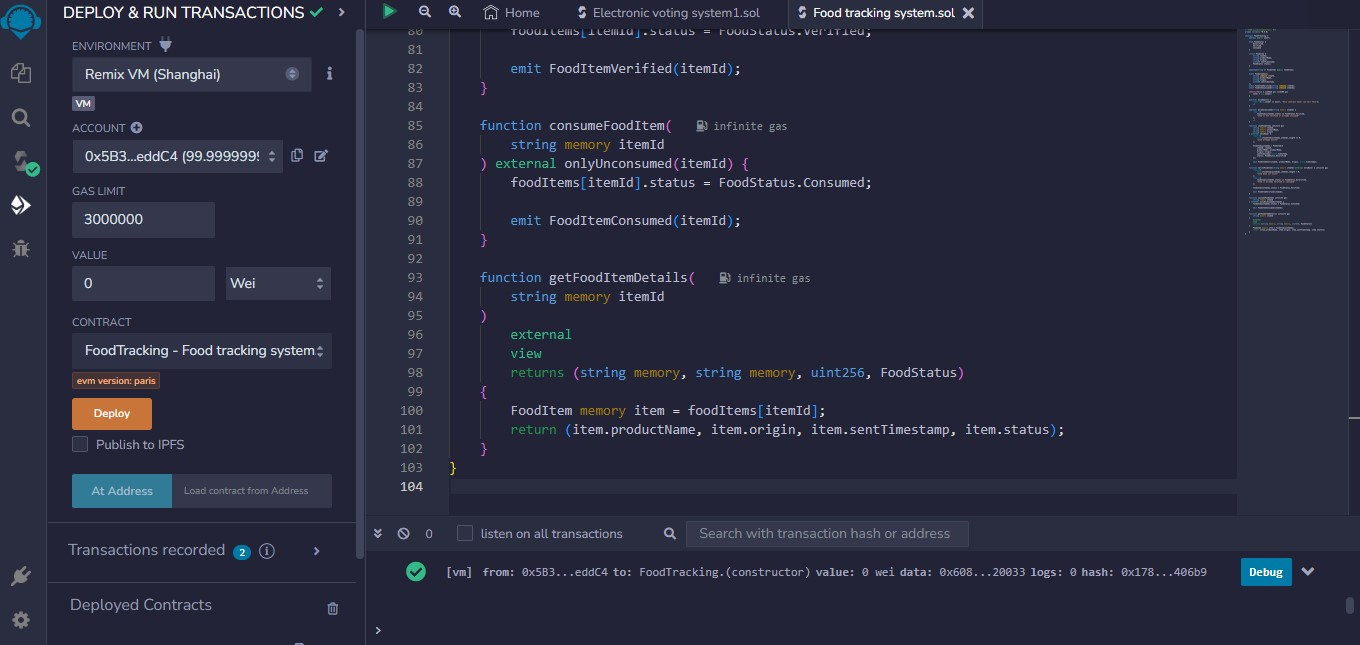 DEPLOY & RUN TRANSACTIONS
ENVIRONMENT
Remix VM (Shanghai)
VM
ACCOUNT
0x5B3...eddC4 (99.9999999
GAS LIMIT
3000000
VALUE
0
Wei
CONTRACT
FoodTracking - Food tracking system
evm version: paris
Deploy
Publish to IPFS
At Address
Load contract from Address
Transactions recorded 2
Deployed Contracts
Home
Electronic voting system1.sol
Food tracking system.sol
80 foodItems[itemId].status = FoodStatus.Verified;
81
82 emit FoodItemVerified(itemId);
83 }
84
85 function consumeFoodItem( infinite gas
86 string memory itemId
87 ) external onlyUnconsumed(itemId) {
88 foodItems[itemId].status = FoodStatus.Consumed;
89
90 emit FoodItemConsumed(itemId);
91 }
92
93 function getFoodItemDetails( infinite gas
94 string memory itemId
95 )
96 external
97 view
98 returns (string memory, string memory, uint256, FoodStatus)
99 {
100 FoodItem memory item = foodItems[itemId];
101 return (item.productName, item.origin, item.sentTimestamp, item.status);
102 }
103 }
104
0
listen on all transactions
Search with transaction hash or address
[vm] from: 0x5B3...eddC4 to: FoodTracking.(constructor) value: 0 wei data: 0x608...20033 logs: 0 hash: 0x178...406b9
Debug
>